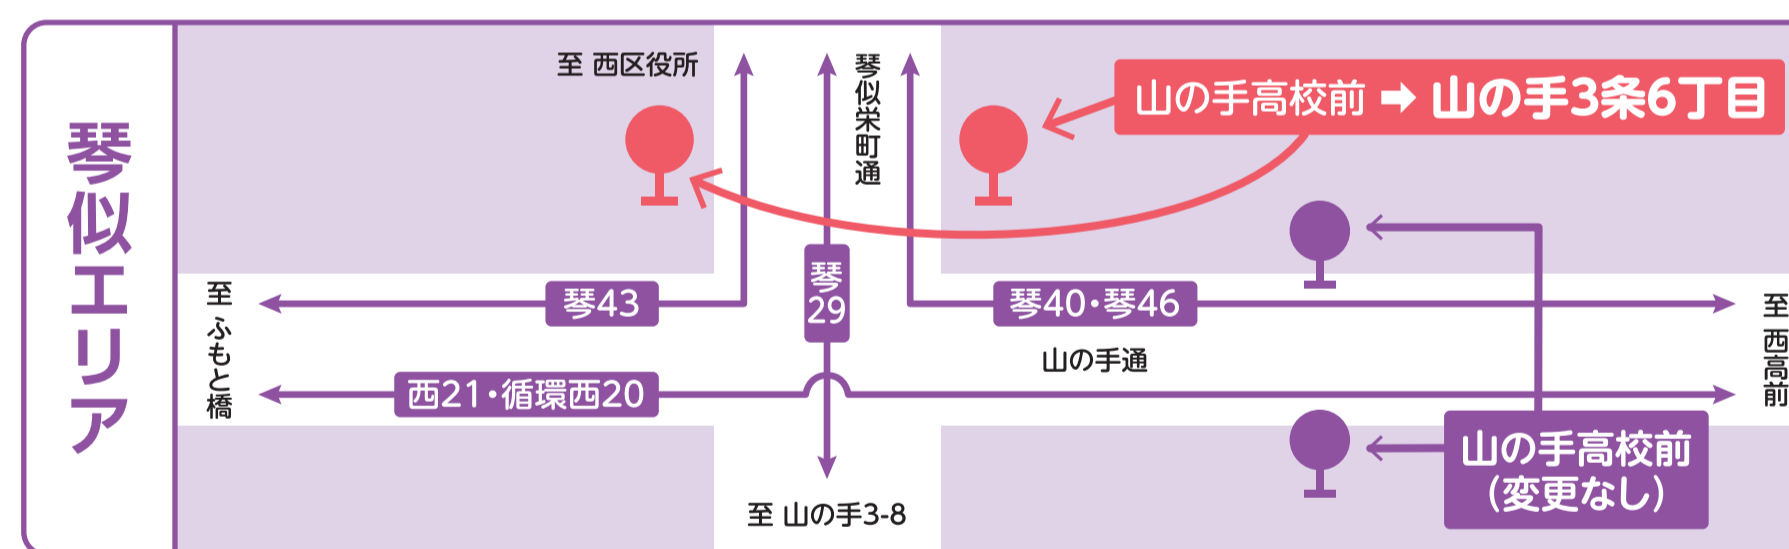 琴似エリア
至 西区役所
琴似栄町通
山の手高校前 ➡ 山の手3条6丁目
至 ふもと橋
琴43
琴29
琴40・琴46
至 西高前
山の手通
西21・循環西20
山の手高校前
(変更なし)
至 山の手3-8